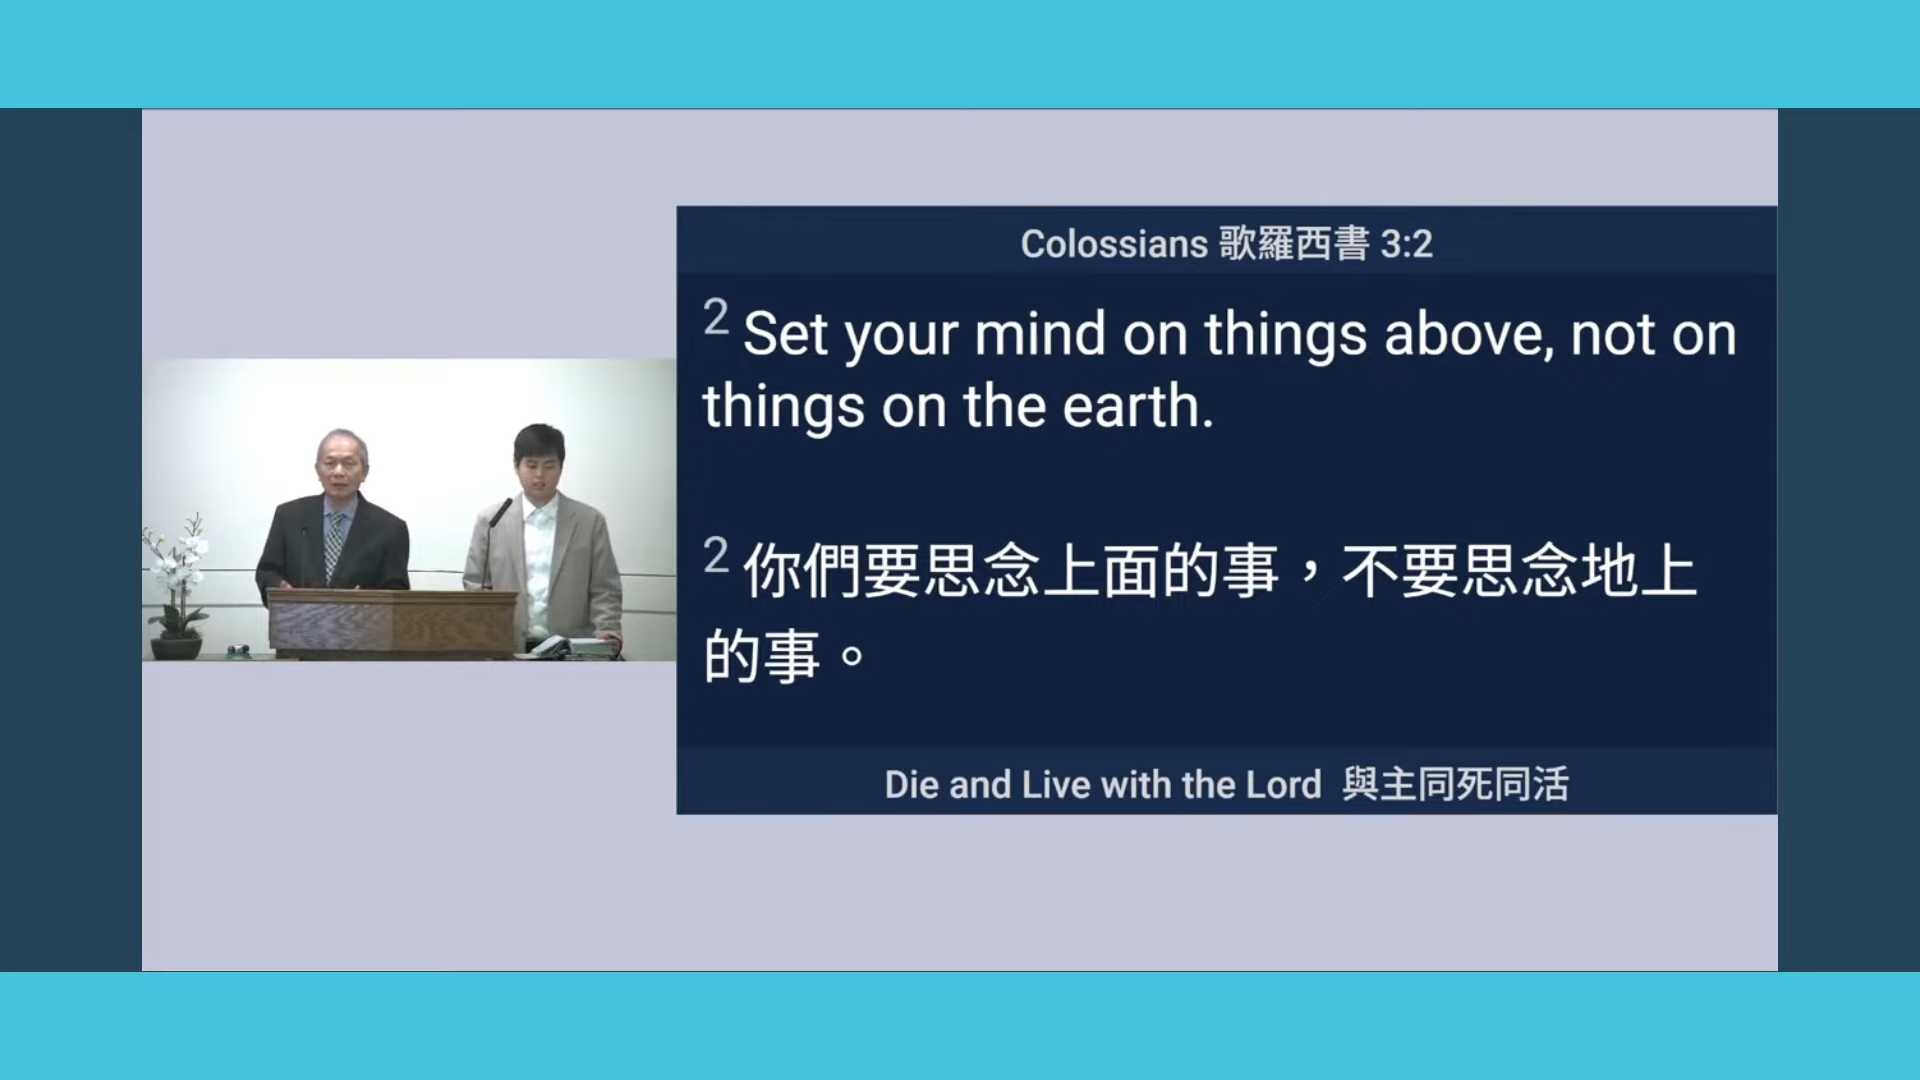 Colossians 歌羅西書 3:2
2 Set your mind on things above, not on
things on the earth.
2 你們要思念上面的事，不要思念地上
的事。
Die and Live with the Lord 與主同死同活